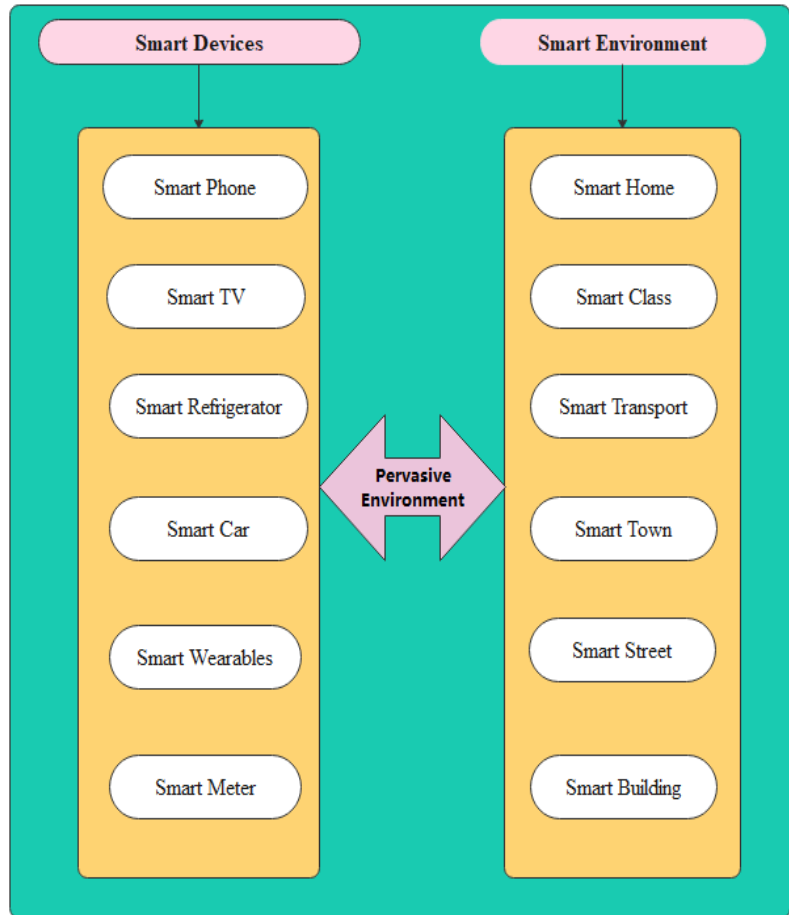 Smart Devices
Smart Environment
Smart Phone
Smart TV
Smart Refrigerator
Smart Car
Smart Wearables
Smart Meter
Pervasive
Environment
Smart Home
Smart Class
Smart Transport
Smart Town
Smart Street
Smart Building